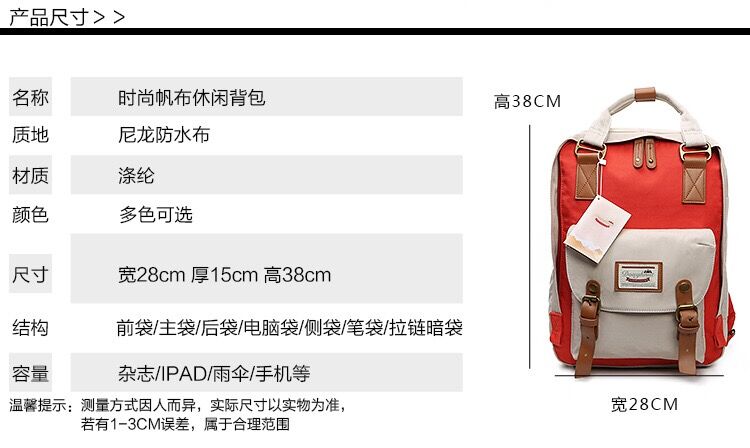 产品尺寸＞＞
名称 时尚帆布休闲背包
质地 尼龙防水布
材质 涤纶
颜色 多色可选
尺寸 宽28cm 厚15cm 高38cm
结构 前袋/主袋/后袋/电脑袋/侧袋/笔袋/拉链暗袋
容量 杂志/IPAD/雨伞/手机等
温馨提示: 测量方式因人而异，实际尺寸以实物为准，
若有1-3CM误差，属于合理范围
高38CM
宽28CM